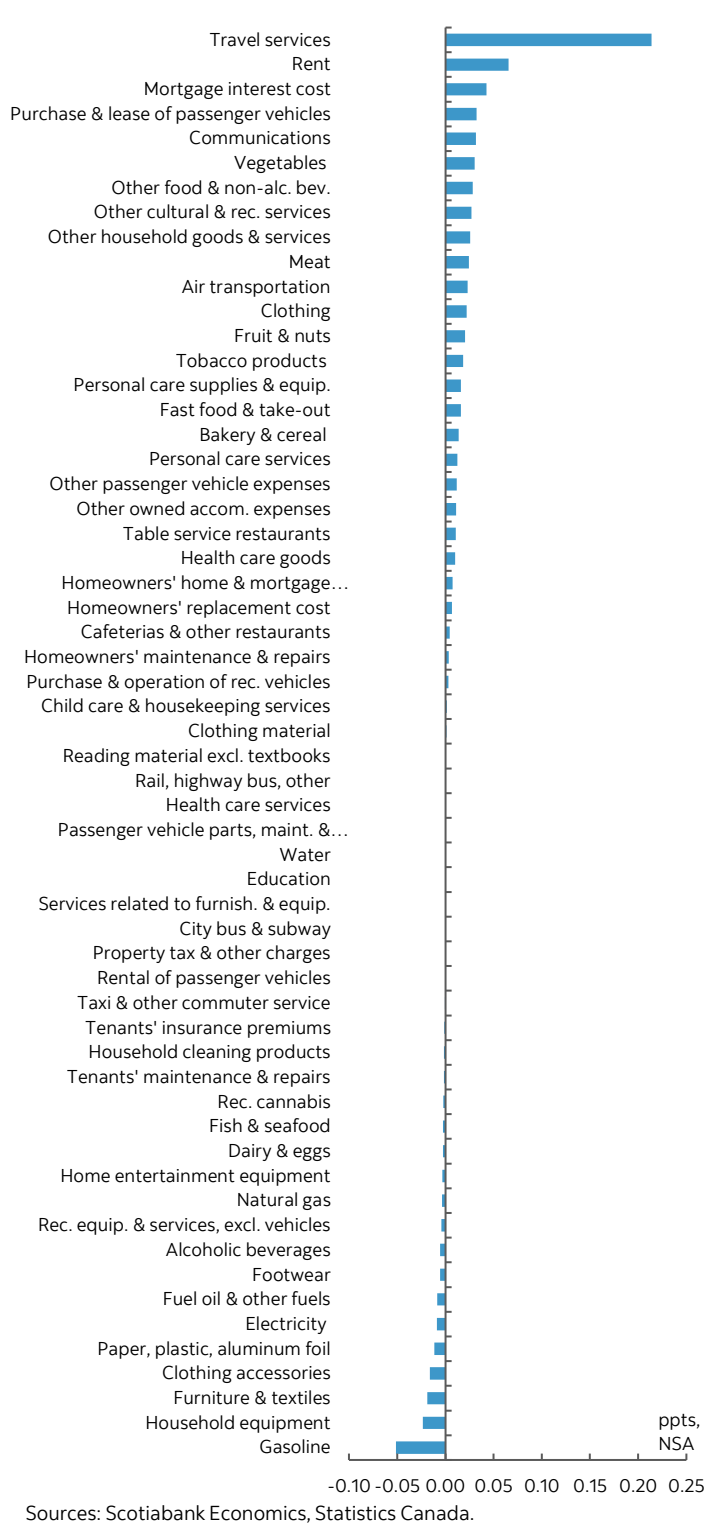 Travel services
Rent
Mortgage interest cost
Purchase & lease of passenger vehicles
Communications
Vegetables
Other food & non-alc. bev.
Other cultural & rec. services
Other household goods & services
Meat
Air transportation
Clothing
Fruit & nuts
Tobacco products
Personal care supplies & equip.
Fast food & take-out
Bakery & cereal
Personal care services
Other passenger vehicle expenses
Other owned accom. expenses
Table service restaurants
Health care goods
Homeowners' home & mortgage…
Homeowners' replacement cost
Cafeterias & other restaurants
Homeowners' maintenance & repairs
Purchase & operation of rec. vehicles
Child care & housekeeping services
Clothing material
Reading material excl. textbooks
Rail, highway bus, other
Health care services
Passenger vehicle parts, maint. &…
Water
Education
Services related to furnish. & equip.
City bus & subway
Property tax & other charges
Rental of passenger vehicles
Taxi & other commuter service
Tenants' insurance premiums
Household cleaning products
Tenants' maintenance & repairs
Rec. cannabis
Fish & seafood
Dairy & eggs
Home entertainment equipment
Natural gas
Rec. equip. & services, excl. vehicles
Alcoholic beverages
Footwear
Fuel oil & other fuels
Electricity
Paper, plastic, aluminum foil
Clothing accessories
Furniture & textiles
Household equipment
Gasoline
ppts,
NSA
-0.10 -0.05 0.00 0.05 0.10 0.15 0.20 0.25
Sources: Scotiabank Economics, Statistics Canada.